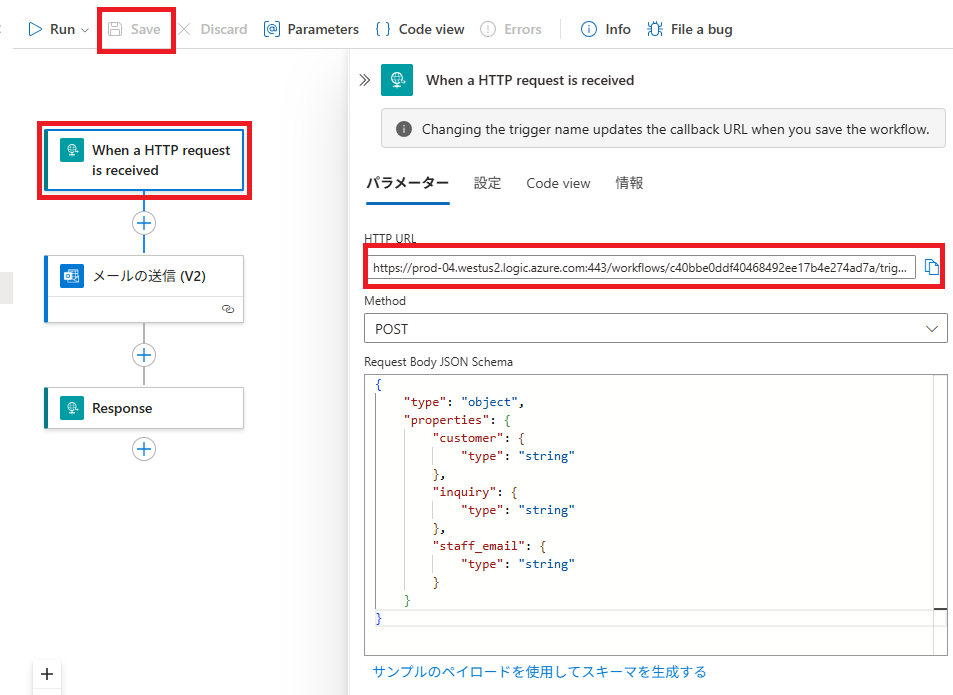 Run Save Discard Parameters { } Code view Errors Info File a bug
When a HTTP request
is received
メールの送信 (V2)
Response
When a HTTP request is received
Changing the trigger name updates the callback URL when you save the workflow.
パラメーター 設定 Code view 情報
HTTP URL
https://prod-04.westus2.logic.azure.com:443/workflows/c40bbe0ddf40468492ee17b4e274ad7a/trig...
Method
POST
Request Body JSON Schema
{
"type": "object",
"properties": {
"customer": {
"type": "string"
},
"inquiry": {
"type": "string"
},
"staff_email": {
"type": "string"
}
}
}
サンプルのペイロードを使用してスキーマを生成する